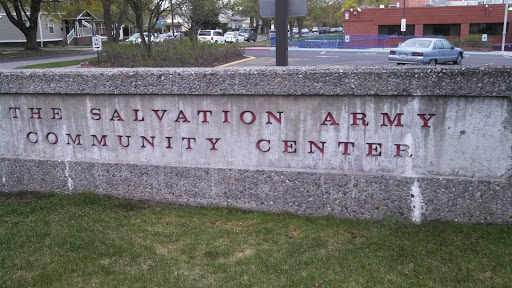 THE SALVATION ARMY
COMMUNITY CENTER